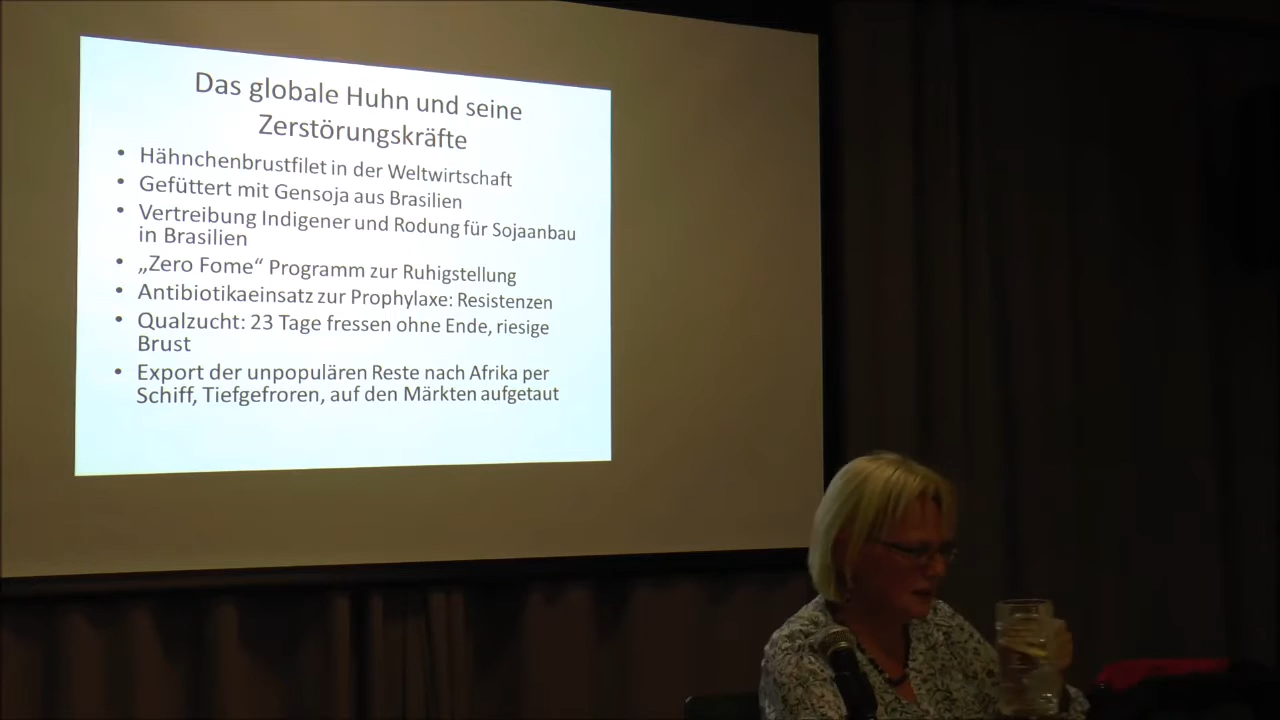 Das globale Huhn und seine
Zerstörungskräfte
• Hähnchenbrustfilet in der Weltwirtschaft
• Gefüttert mit Gensoja aus Brasilien
• Vertreibung Indigener und Rodung für Sojaanbau
in Brasilien
• „Zero Fome“ Programm zur Ruhigstellung
• Antibiotikaeinsatz zur Prophylaxe: Resistenzen
• Qualzucht: 23 Tage fressen ohne Ende, riesige
Brust
• Export der unpopulären Reste nach Afrika per
Schiff, Tiefgefroren, auf den Märkten aufgetaut